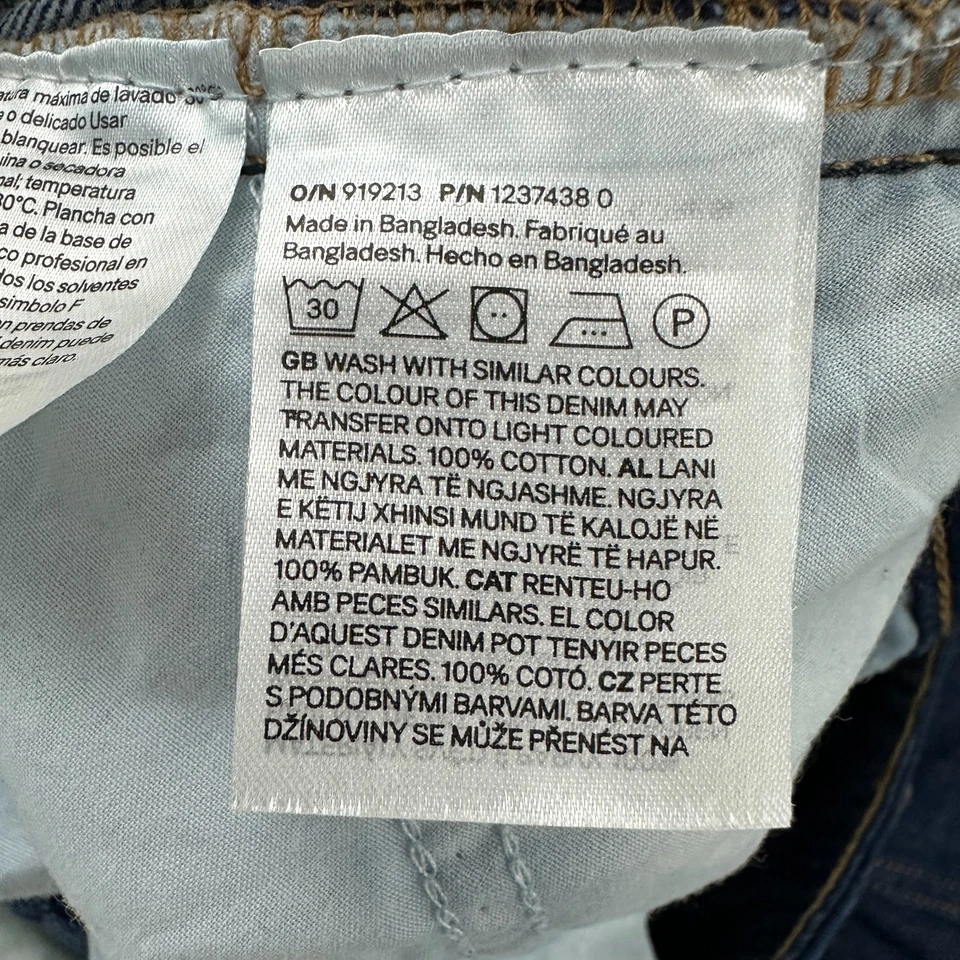 máxima de lavado
o delicado Usar
blanquear. Es posible el
o secadora
temperatura
30°C. Plancha con
a de la base de
co profesional en
los solventes
símbolo F
prendas de
denim puede
más claro.
O/N 919213 P/N 1237438 0
Made in Bangladesh. Fabriqué au
Bangladesh. Hecho en Bangladesh.
30 P
GB WASH WITH SIMILAR COLOURS.
THE COLOUR OF THIS DENIM MAY
TRANSFER ONTO LIGHT COLOURED
MATERIALS. 100% COTTON. AL LANI
ME NGJYRA TË NGJASHME. NGJYRA
E KËTIJ XHINSI MUND TË KALOJË NË
MATERIALET ME NGJYRË TË HAPUR.
100% PAMBUK. CAT RENTEU-HO
AMB PECES SIMILARS. EL COLOR
D'AQUEST DENIM POT TENYIR PECES
MÉS CLARES. 100% COTÓ. CZ PERTE
S PODOBNÝMI BARVAMI. BARVA TÉTO
DŽÍNOVINY SE MŮŽE PŘENÉST NA